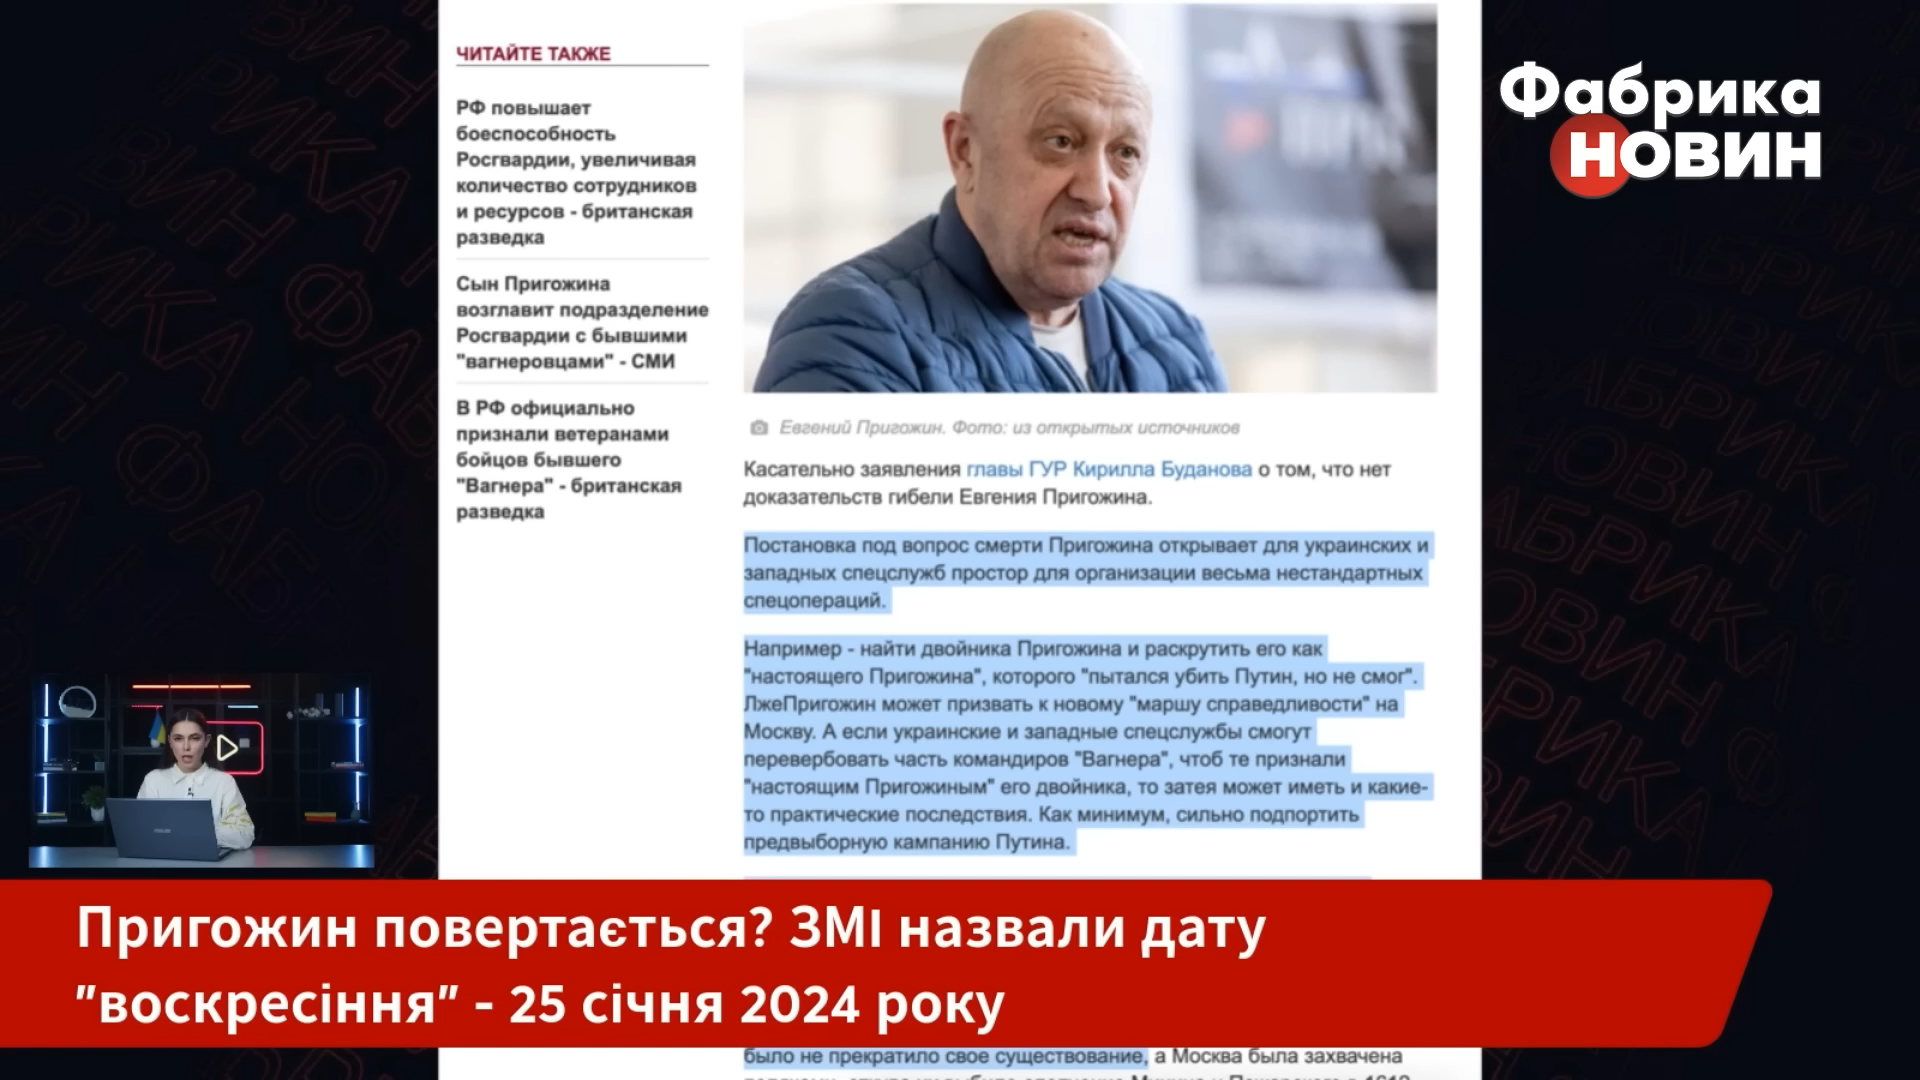 ЧИТАЙТЕ ТАКЖЕ
РФ повышает
боеспособность
Росгвардии, увеличивая
количество сотрудников
и ресурсов - британская
разведка
Сын Пригожина
возглавит подразделение
Росгвардии с бывшими
"вагнеровцами" - СМИ
В РФ официально
признали ветеранами
бойцов бывшего
"Вагнера" - британская
разведка
Евгений Пригожин. Фото: из открытых источников
Касательно заявления главы ГУР Кирилла Буданова о том, что нет
доказательств гибели Евгения Пригожина.
Постановка под вопрос смерти Пригожина открывает для украинских и
западных спецслужб простор для организации весьма нестандартных
спецопераций.
Например - найти двойника Пригожина и раскрутить его как
"настоящего Пригожина", которого "пытался убить Путин, но не смог".
ЛжеПригожин может призвать к новому "маршу справедливости" на
Москву. А если украинские и западные спецслужбы смогут
перевербовать часть командиров "Вагнера", чтоб те признали
"настоящим Пригожиным" его двойника, то затея может иметь и какие-
то практические последствия. Как минимум, сильно подпортить
предвыборную кампанию Путина.
Фабрика
НОВИН
Пригожин повертається? ЗМІ назвали дату
"воскресіння" - 25 січня 2024 року
было не прекратило свое существование, а Москва была захвачена